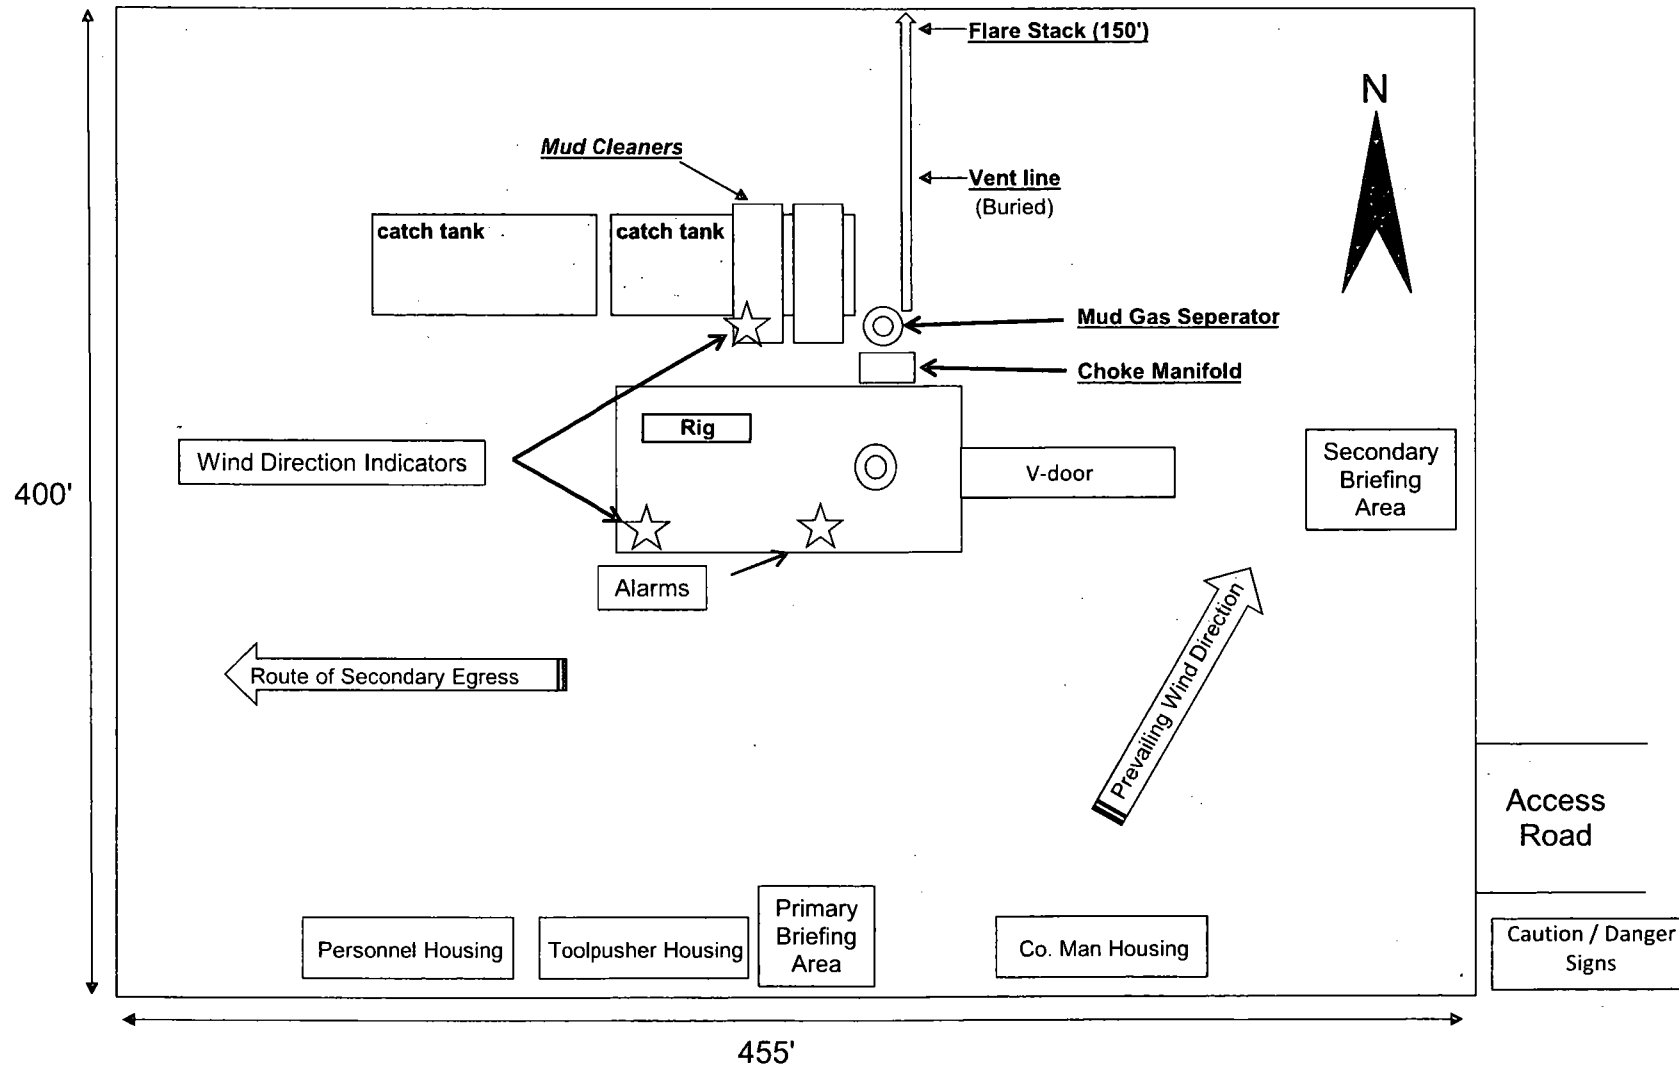 Flare Stack (150')
N
Mud Cleaners
Vent line
(Buried)
catch tank
catch tank
Mud Gas Seperator
Choke Manifold
Rig
Wind Direction Indicators
V-door
Secondary
Briefing
Area
400'
Alarms
Route of Secondary Egress
Prevailing Wind Direction
Access
Road
Personnel Housing
Toolpusher Housing
Primary
Briefing
Area
Co. Man Housing
Caution / Danger
Signs
455'